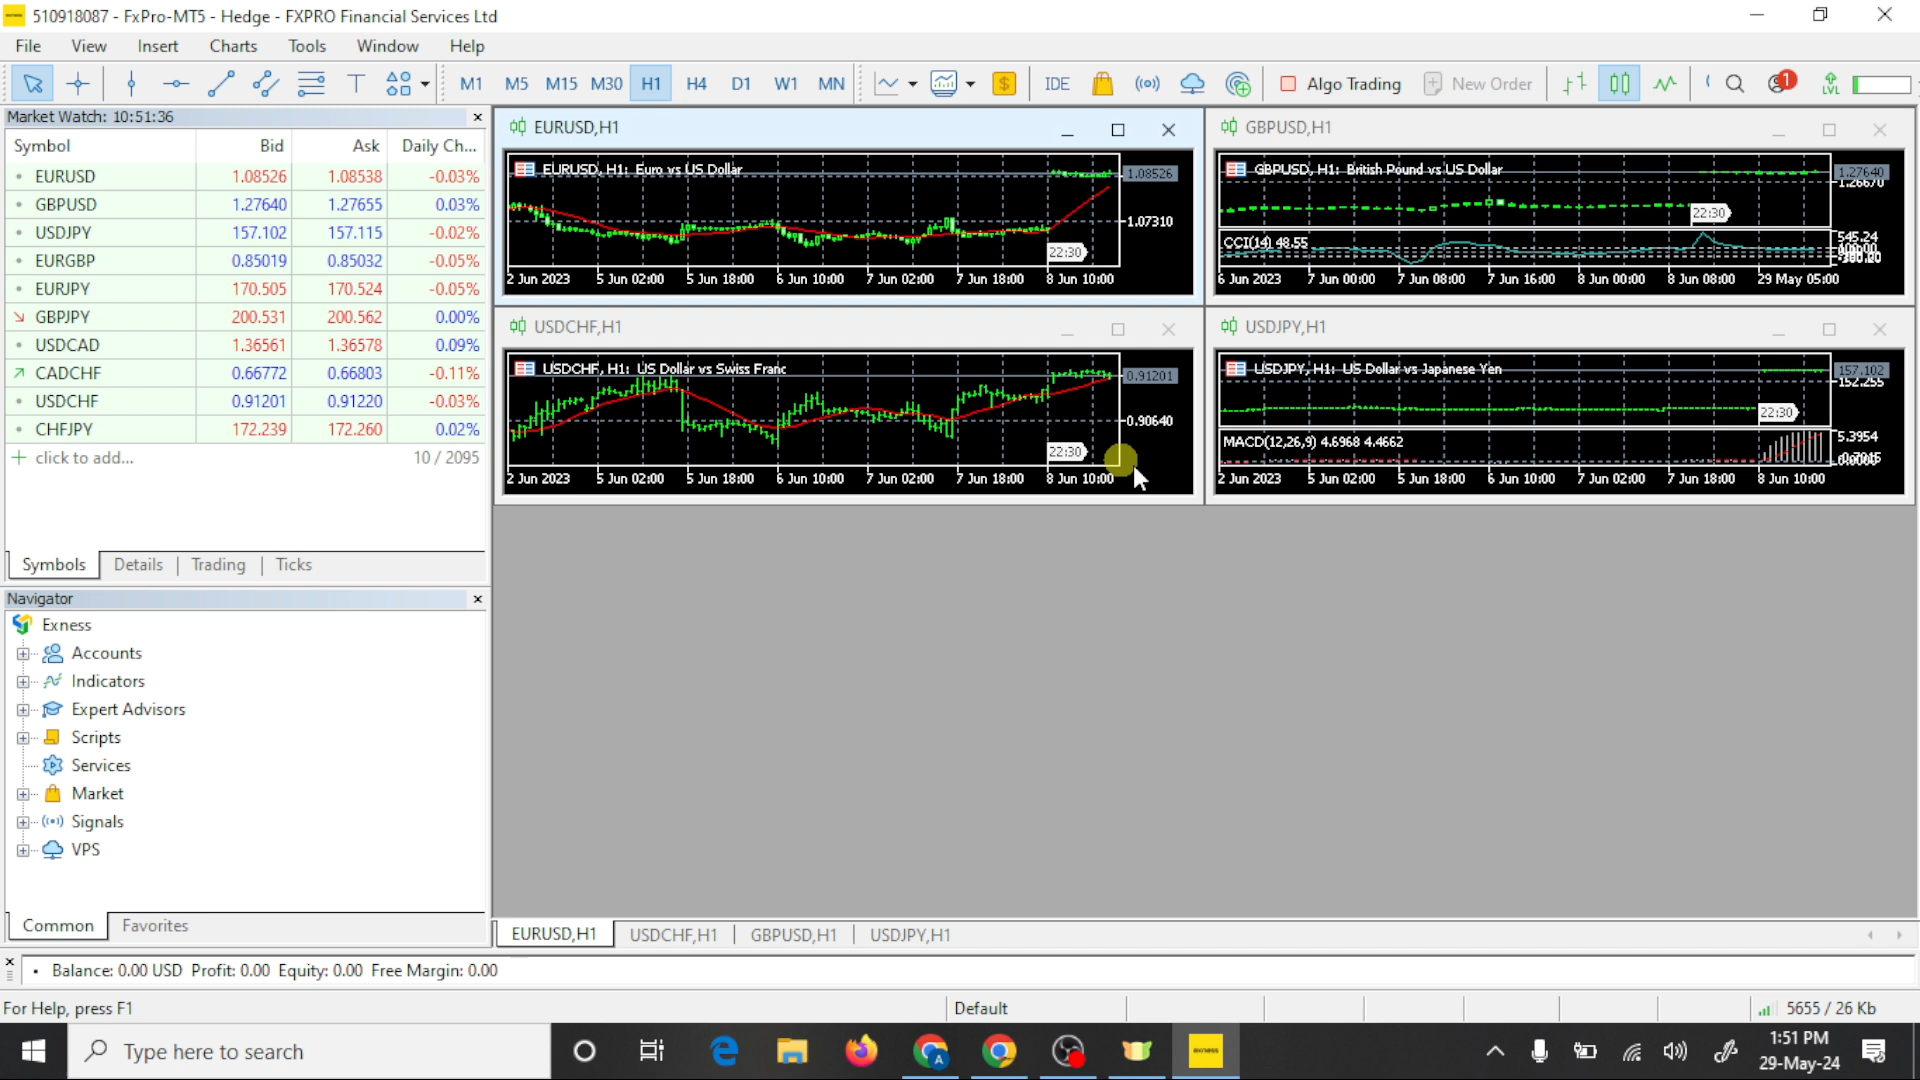 510918087 - FxPro-MT5 - Hedge - FXPRO Financial Services Ltd
File View Insert Charts Tools Window Help
M1 M5 M15 M30 H1 H4 D1 W1 MN IDE Algo Trading New Order 1 LVL
Market Watch: 10:51:36
Symbol Bid Ask Daily Ch...
EURUSD 1.08526 1.08538 -0.03%
GBPUSD 1.27640 1.27655 0.03%
USDJPY 157.102 157.115 -0.02%
EURGBP 0.85019 0.85032 -0.05%
EURJPY 170.505 170.524 -0.05%
GBPJPY 200.531 200.562 0.00%
USDCAD 1.36561 1.36578 0.09%
CADCHF 0.66772 0.66803 -0.11%
USDCHF 0.91201 0.91220 -0.03%
CHFJPY 172.239 172.260 0.02%
click to add... 10 / 2095
Symbols Details Trading Ticks
Navigator
Exness
Accounts
Indicators
Expert Advisors
Scripts
Services
Market
Signals
VPS
Common Favorites
EURUSD,H1
EURUSD, H1: Euro vs US Dollar
1.08526
1.07310
22:30
2 Jun 2023 5 Jun 02:00 5 Jun 18:00 6 Jun 10:00 7 Jun 02:00 7 Jun 18:00 8 Jun 10:00
GBPUSD,H1
GBPUSD, H1: British Pound vs US Dollar
1.27640
1.26670
22:30
CCI(14) 48.55
545.24
6 Jun 2023 7 Jun 00:00 7 Jun 08:00 7 Jun 16:00 8 Jun 00:00 8 Jun 08:00 29 May 05:00
USDCHF,H1
USDCHF, H1: US Dollar vs Swiss Franc
0.91201
0.90640
22:30
2 Jun 2023 5 Jun 02:00 5 Jun 18:00 6 Jun 10:00 7 Jun 02:00 7 Jun 18:00 8 Jun 10:00
USDJPY,H1
USDJPY, H1: US Dollar vs Japanese Yen
157.102
152.255
22:30
MACD(12,26,9) 4.6968 4.4662
5.3954
2 Jun 2023 5 Jun 02:00 5 Jun 18:00 6 Jun 10:00 7 Jun 02:00 7 Jun 18:00 8 Jun 10:00
EURUSD,H1 USDCHF,H1 GBPUSD,H1 USDJPY,H1
Balance: 0.00 USD Profit: 0.00 Equity: 0.00 Free Margin: 0.00
For Help, press F1 Default 5655 / 26 Kb
Type here to search
exness
1:51 PM
29-May-24